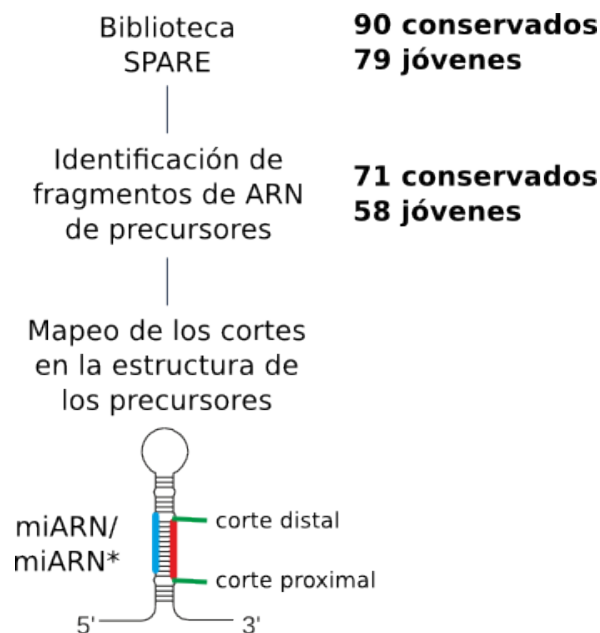 Biblioteca
SPARE
90 conservados
79 jóvenes
Identificación de
fragmentos de ARN
de precursores
71 conservados
58 jóvenes
Mapeo de los cortes
en la estructura de
los precursores
miARN/
miARN*
corte distal
corte proximal
5'
3'